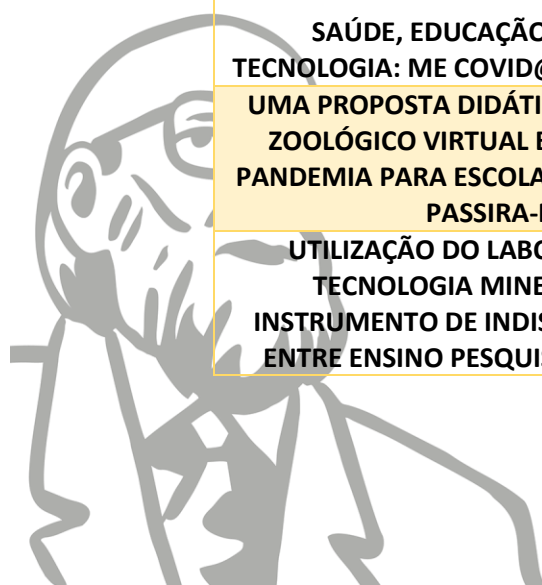 SAÚDE, EDUCAÇÃO
TECNOLOGIA: ME COVID@
UMA PROPOSTA DIDÁTI
ZOOLÓGICO VIRTUAL E
PANDEMIA PARA ESCOLA
PASSIRA-
UTILIZAÇÃO DO LABO
TECNOLOGIA MINE
INSTRUMENTO DE INDIS
ENTRE ENSINO PESQUIS